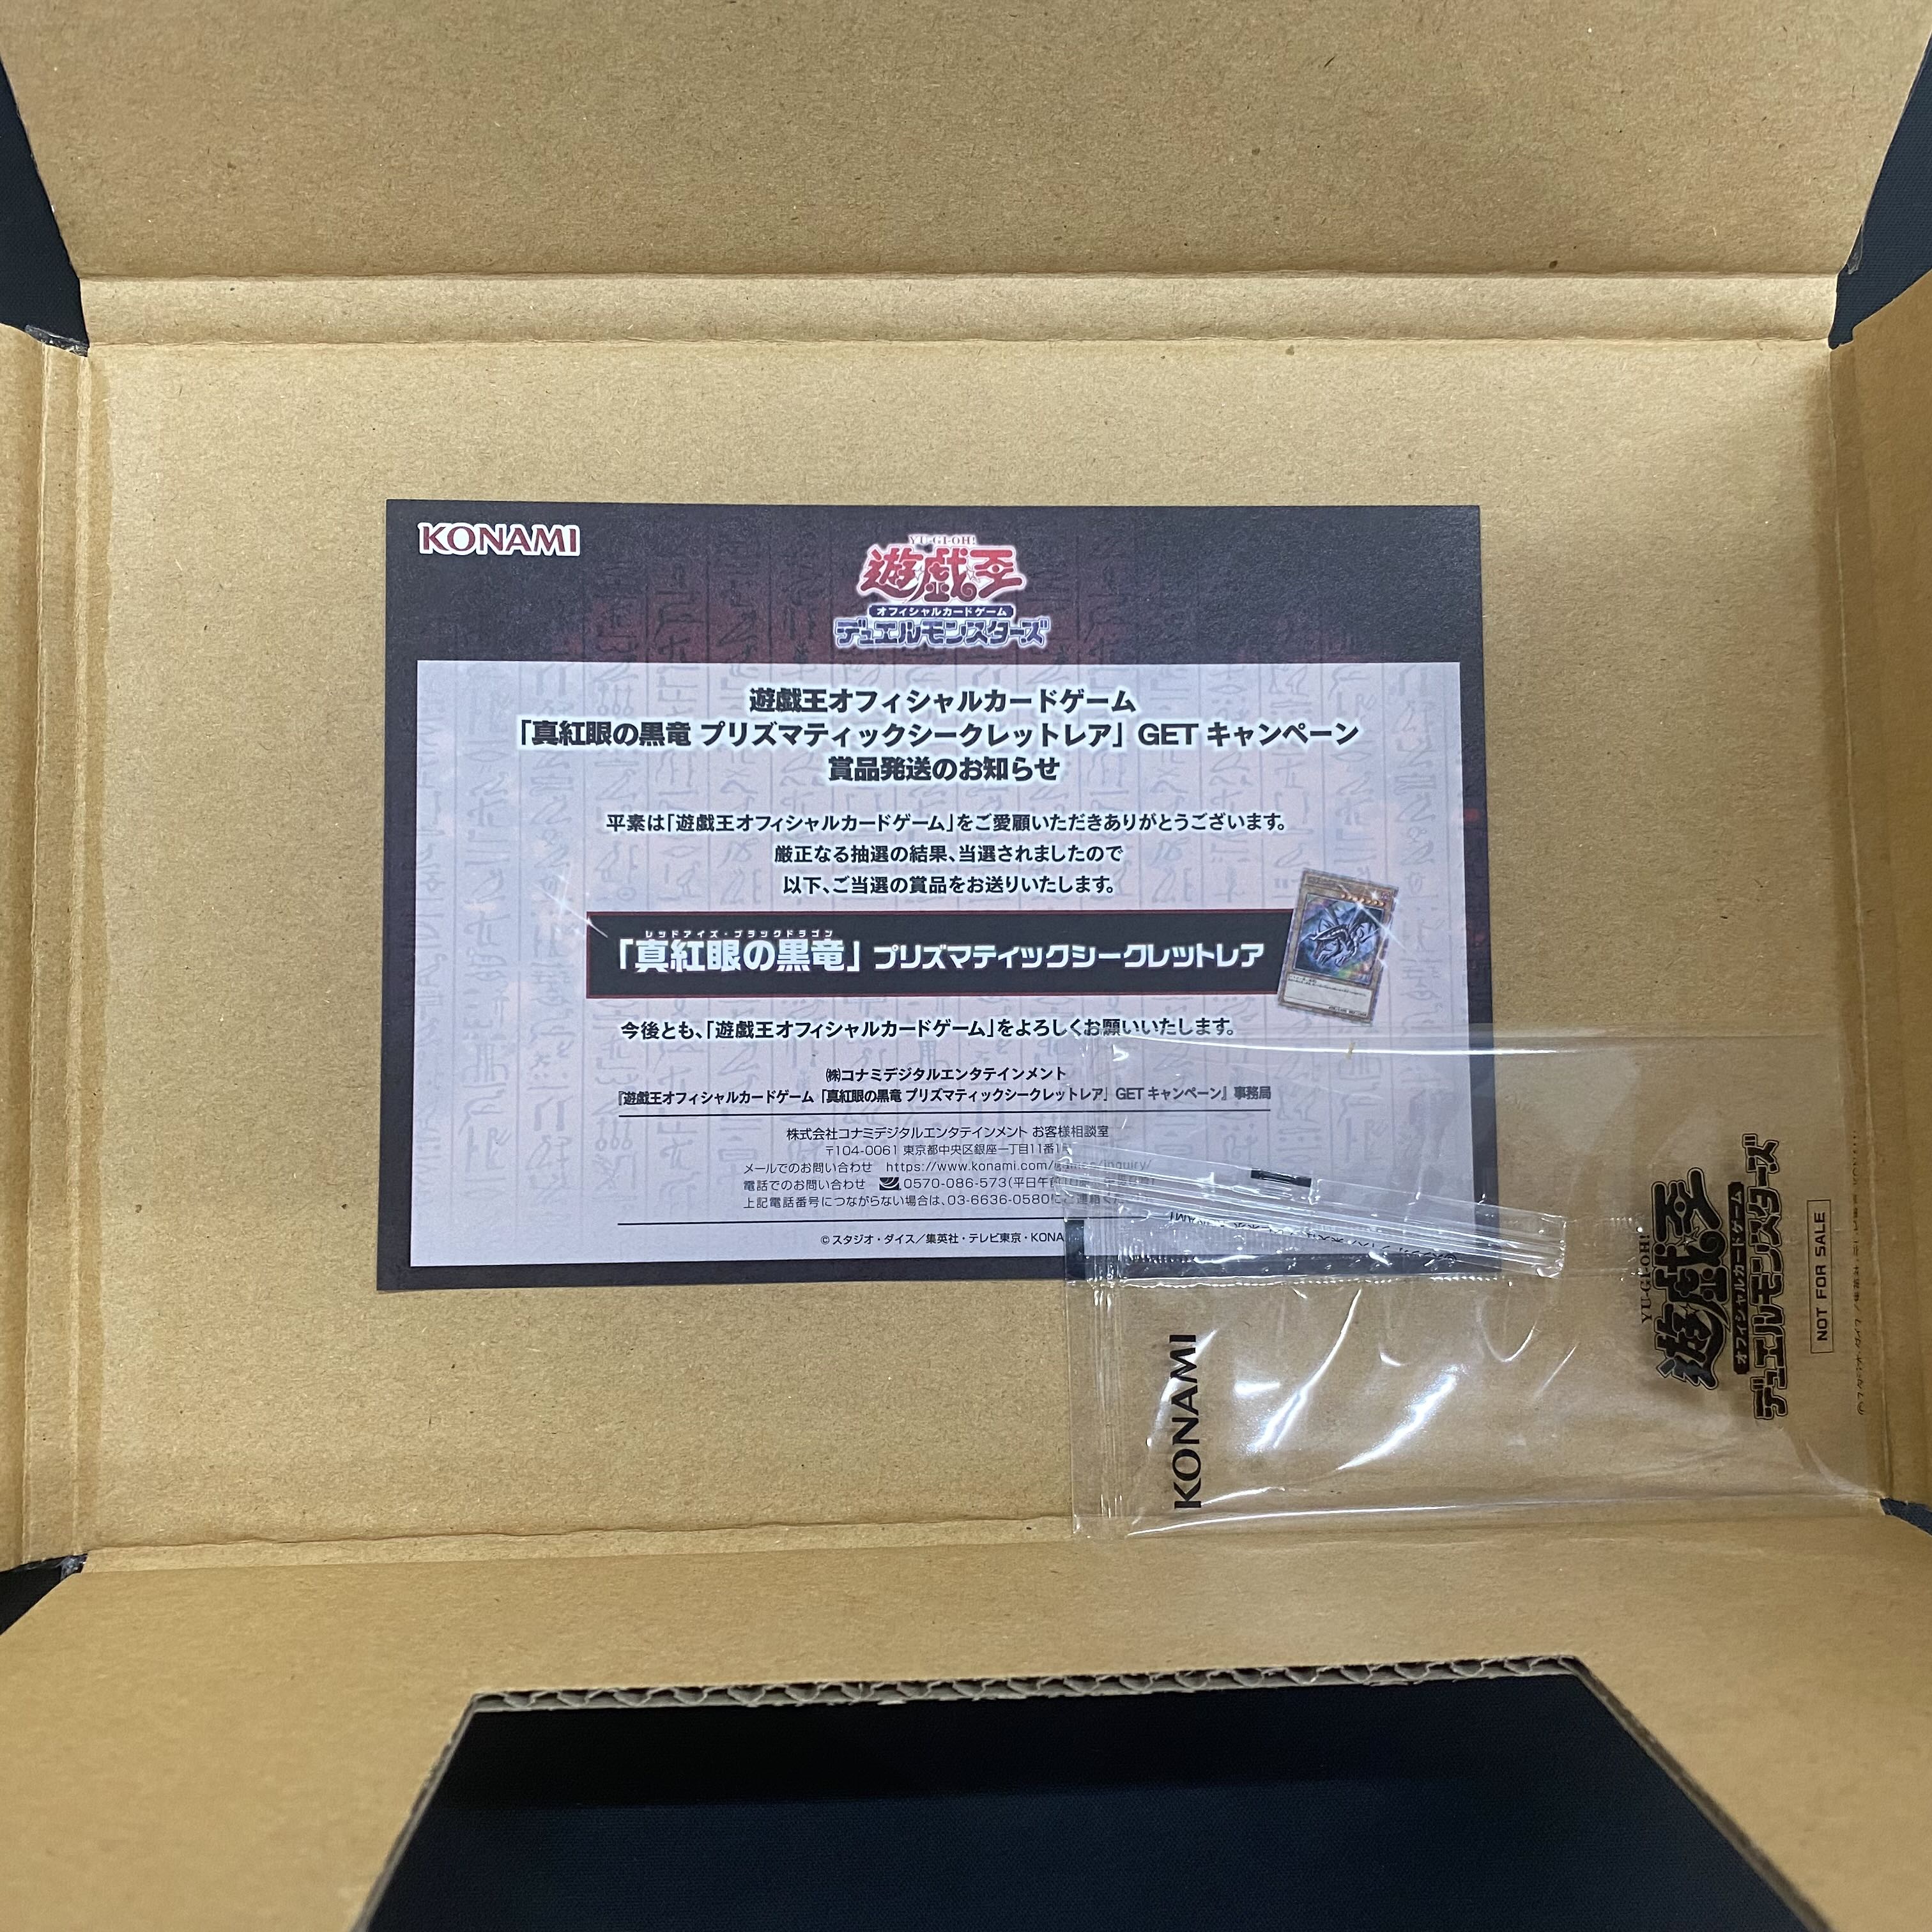 KONAMI
YU-GI-OH!
遊戯王
オフィシャルカードゲーム
デュエルモンスターズ
遊戯王オフィシャルカードゲーム
「真紅眼の黒竜 プリズマティックシークレットレア」GET キャンペーン
賞品発送のお知らせ
平素は「遊戯王オフィシャルカードゲーム」をご愛顧いただきありがとうございます。
厳正なる抽選の結果、当選されましたので
以下、ご当選の賞品をお送りいたします。
レッドアイズ・ブラックドラゴン
「真紅眼の黒竜」プリズマティックシークレットレア
今後とも、「遊戯王オフィシャルカードゲーム」をよろしくお願いいたします。
㈱コナミデジタルエンタテインメント
『遊戯王オフィシャルカードゲーム「真紅眼の黒竜 プリズマティックシークレットレア」GET キャンペーン』事務局
株式会社コナミデジタルエンタテインメント お客様相談室
〒104-0061 東京都中央区銀座一丁目11番1
メールでのお問い合わせ https://www.konami.com/games/inquiry/
電話でのお問い合わせ 0570-086-573(平日午前
上記電話番号につながらない場合は、03-6636-0580にご連絡く
©スタジオ・ダイス／集英社・テレビ東京・KONA
KONAMI
YU-GI-OH!
遊戯王
オフィシャルカードゲーム
デュエルモンスターズ
NOT FOR SALE